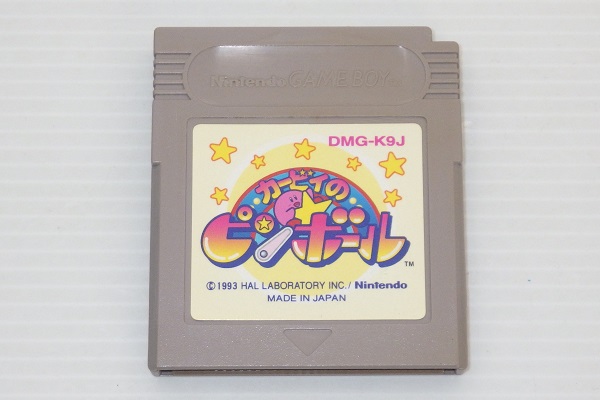 Nintendo GAME BOY
DMG-K9J
カービィの
ピンボール
TM
©1993 HAL LABORATORY INC./Nintendo
MADE IN JAPAN